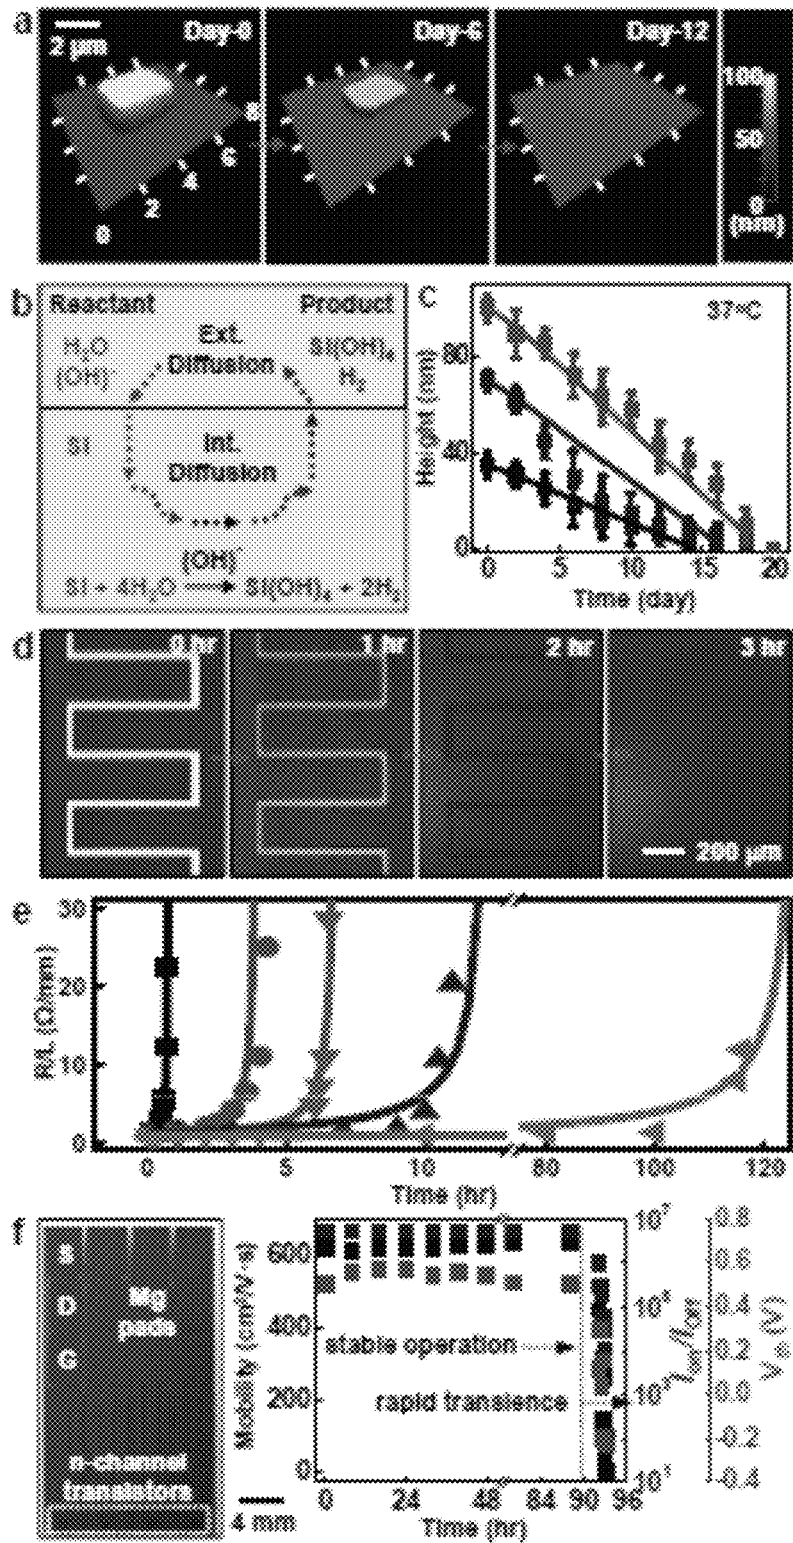 a
2 μm
Day-0
Day-6
Day-12
100
50
0
(nm)
0
2
4
6
8
b
Reactant
Product
H₂O
(OH)⁻
Ext.
Diffusion
Si(OH)₄
H₂
Si
Int.
Diffusion
(OH)⁻
Si + 4H₂O
Si(OH)₄ + 2H₂
c
37°C
Height (nm)
80
40
0
0
5
10
15
20
Time (day)
d
0 hr
1 hr
2 hr
3 hr
200 μm
e
R/L (Ω/mm)
30
20
10
0
0
5
10
80
100
120
Time (hr)
f
S
D
G
Mg
pads
n-channel
transistors
4 mm
Mobility (cm²/V·s)
600
400
200
0
stable operation
rapid transience
0
24
48
84
90
96
Time (hr)
10⁷
10¹
0.8
0.6
0.4
0.2
0.0
-0.2
-0.4